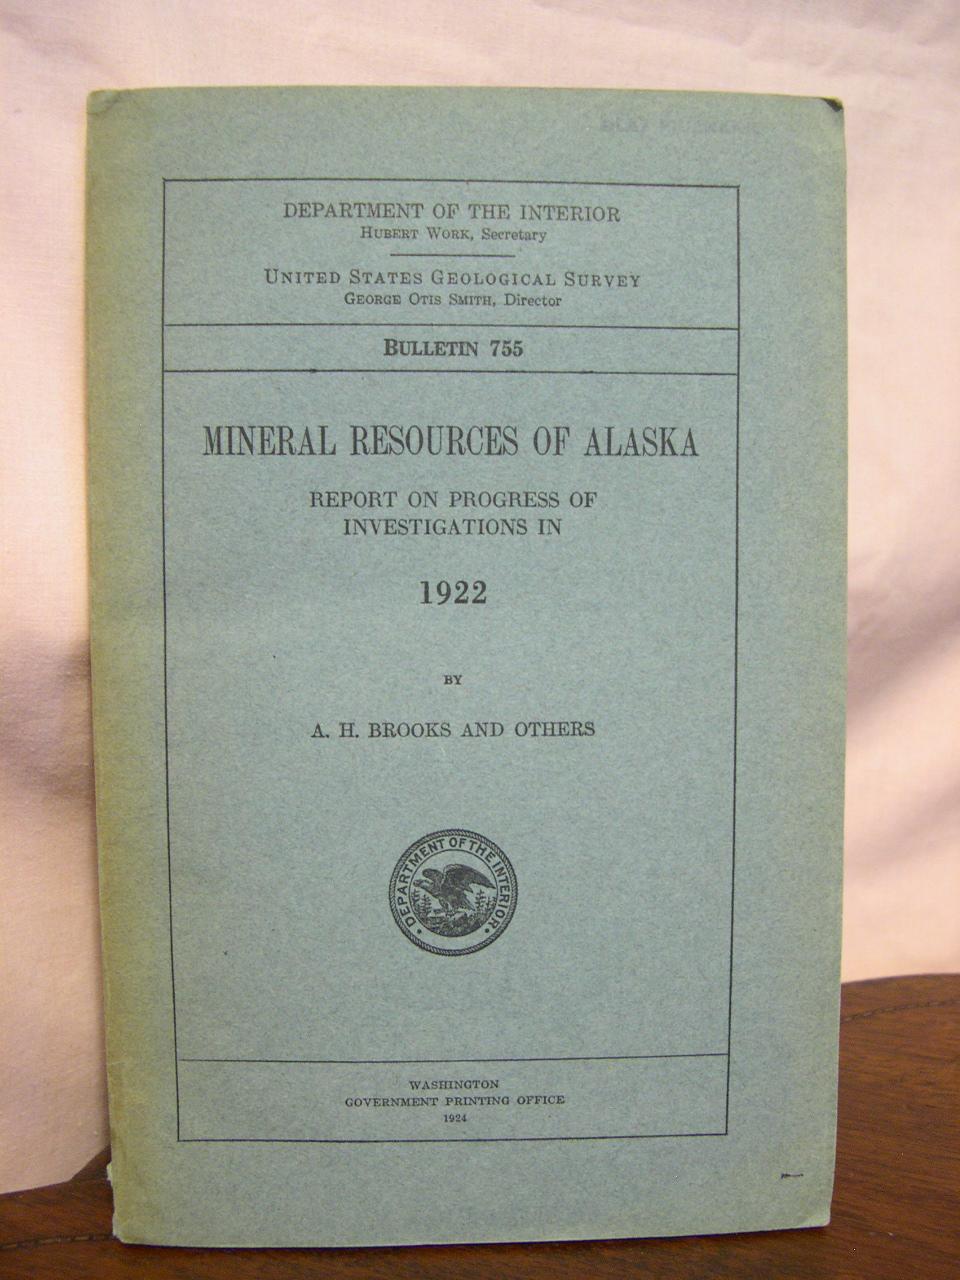 DEPARTMENT OF THE INTERIOR
HUBERT WORK, Secretary
UNITED STATES GEOLOGICAL SURVEY
GEORGE OTIS SMITH, Director
BULLETIN 755
MINERAL RESOURCES OF ALASKA
REPORT ON PROGRESS OF
INVESTIGATIONS IN
1922
BY
A. H. BROOKS AND OTHERS
DEPARTMENT OF THE INTERIOR
WASHINGTON
GOVERNMENT PRINTING OFFICE
1924